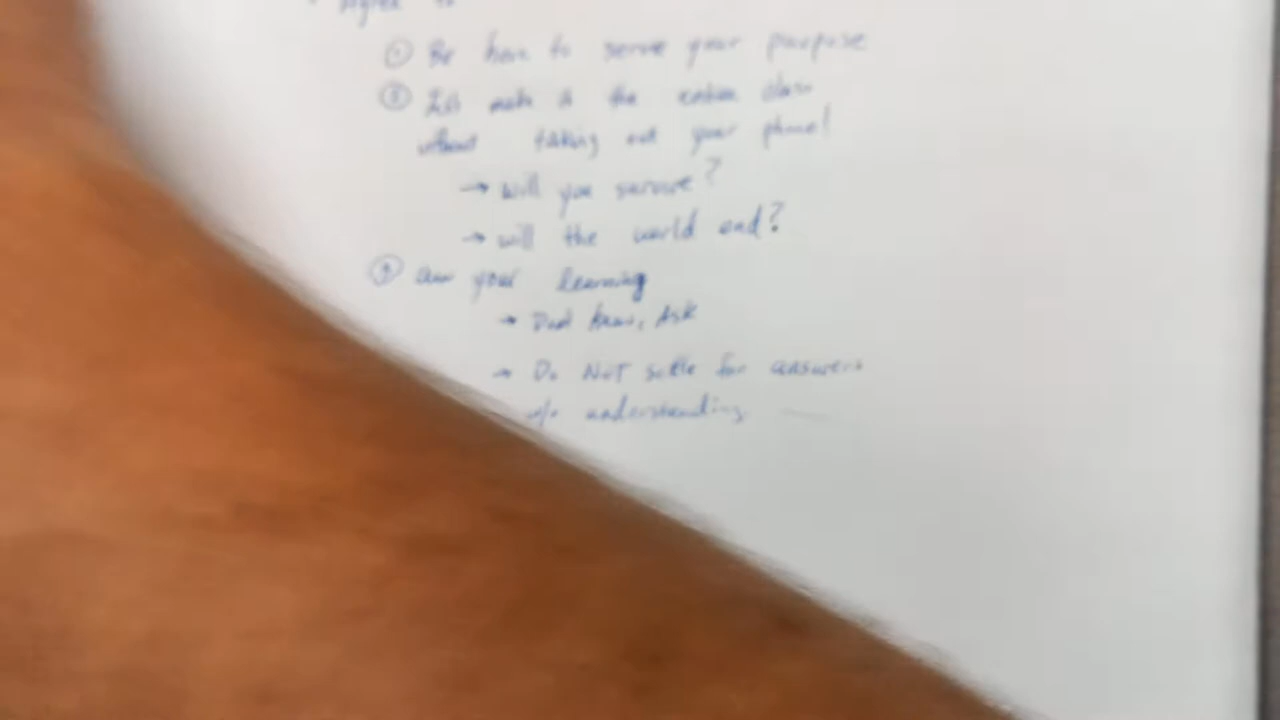 Agree to
① Be here to serve your purpose
② Let's make it the entire class
without taking out your phone!
→ will you survive?
→ will the world end?
③ own your learning
→ Don't know, Ask
→ Do NOT settle for answers
w/o understanding